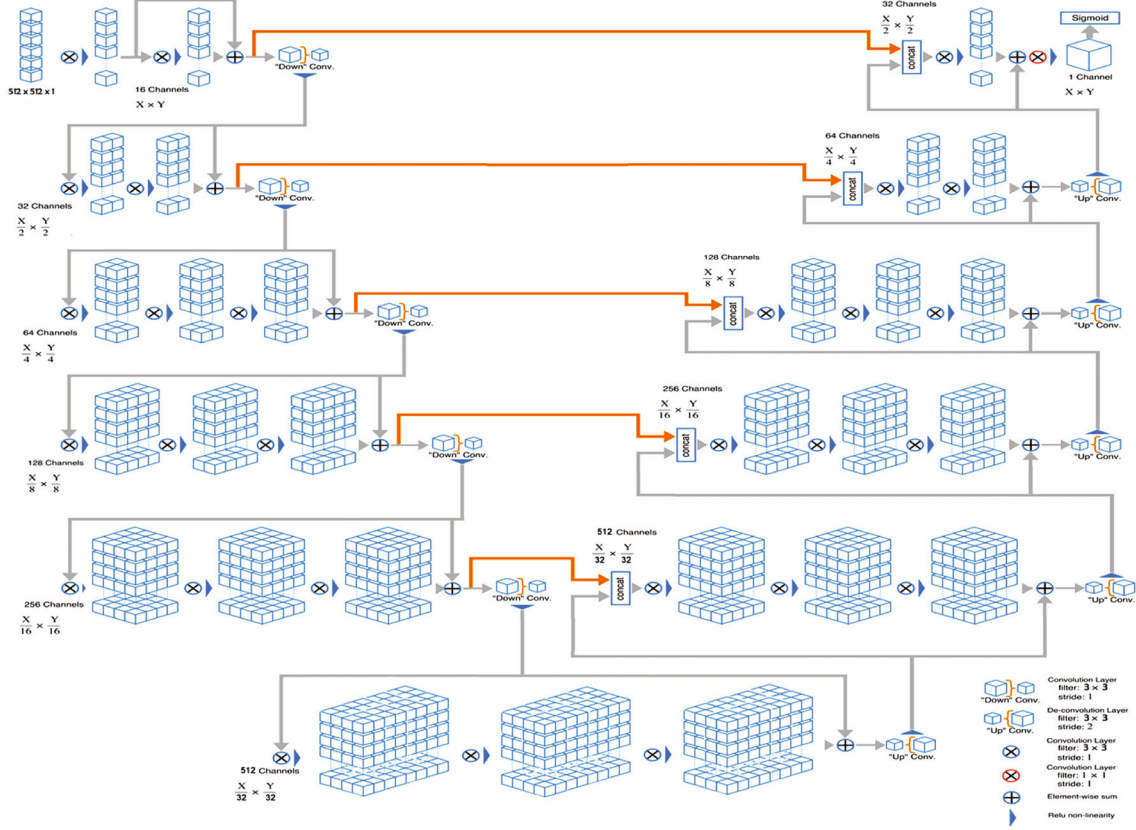 32 Channels
X/2 × Y/2
Sigmoid
concat
"Down" Conv.
1 Channel
X × Y
512 x 512 x 1
16 Channels
X × Y
64 Channels
X/4 × Y/4
concat
"Down" Conv.
"Up" Conv.
32 Channels
X/2 × Y/2
128 Channels
X/8 × Y/8
concat
"Down" Conv.
"Up" Conv.
64 Channels
X/4 × Y/4
256 Channels
X/16 × Y/16
concat
"Down" Conv.
"Up" Conv.
128 Channels
X/8 × Y/8
512 Channels
X/32 × Y/32
concat
"Down" Conv.
"Up" Conv.
256 Channels
X/16 × Y/16
"Up" Conv.
512 Channels
X/32 × Y/32
Convolution Layer
filter: 3 × 3
stride: 1
"Down" Conv.
De-convolution Layer
filter: 3 × 3
stride: 2
"Up" Conv.
Convolution Layer
filter: 3 × 3
stride: 1
Convolution Layer
filter: 1 × 1
stride: 1
Element-wise sum
Relu non-linearity